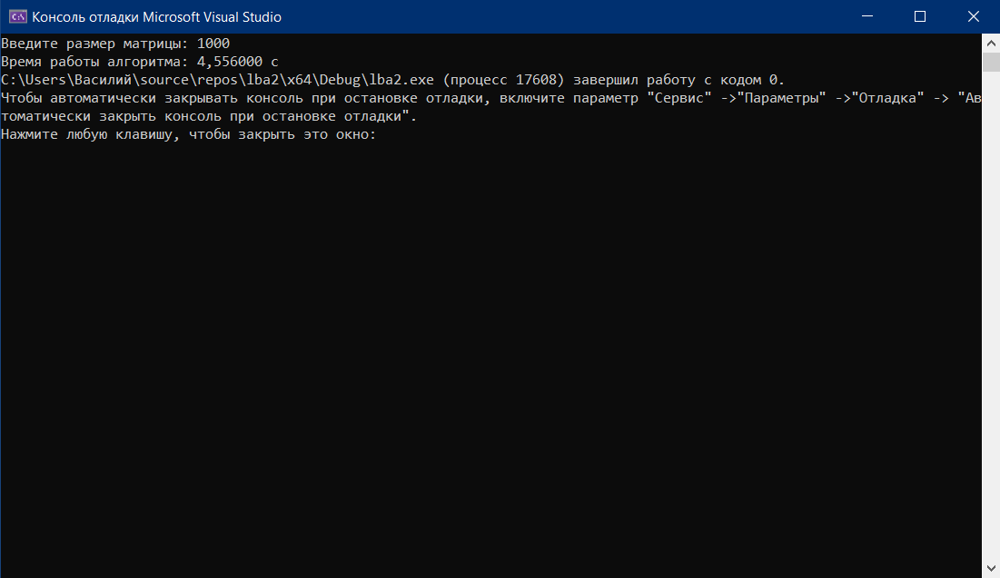 Консоль отладки Microsoft Visual Studio
Введите размер матрицы: 1000
Время работы алгоритма: 4,556000 с
C:\Users\Василий\source\repos\lba2\x64\Debug\lba2.exe (процесс 17608) завершил работу с кодом 0.
Чтобы автоматически закрывать консоль при остановке отладки, включите параметр "Сервис" ->"Параметры" ->"Отладка" -> "Ав
томатически закрыть консоль при остановке отладки".
Нажмите любую клавишу, чтобы закрыть это окно: